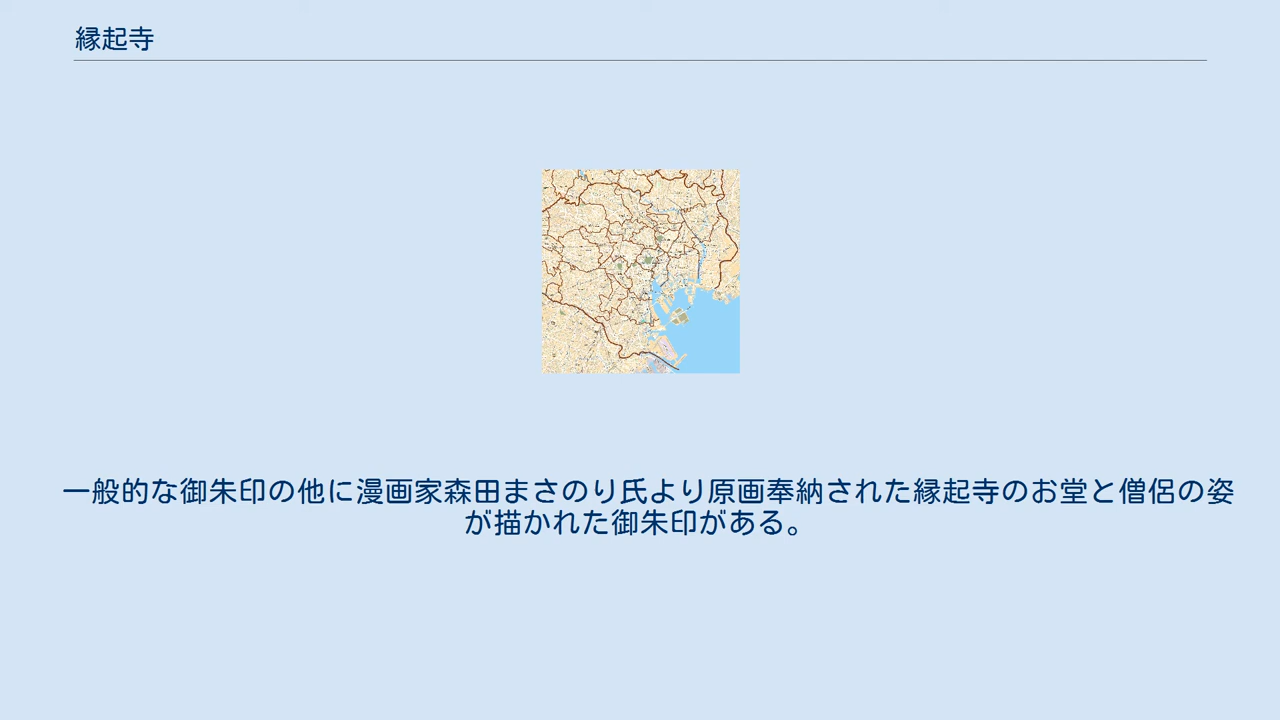 縁起寺
一般的な御朱印の他に漫画家森田まさのり氏より原画奉納された縁起寺のお堂と僧侶の姿
が描かれた御朱印がある。